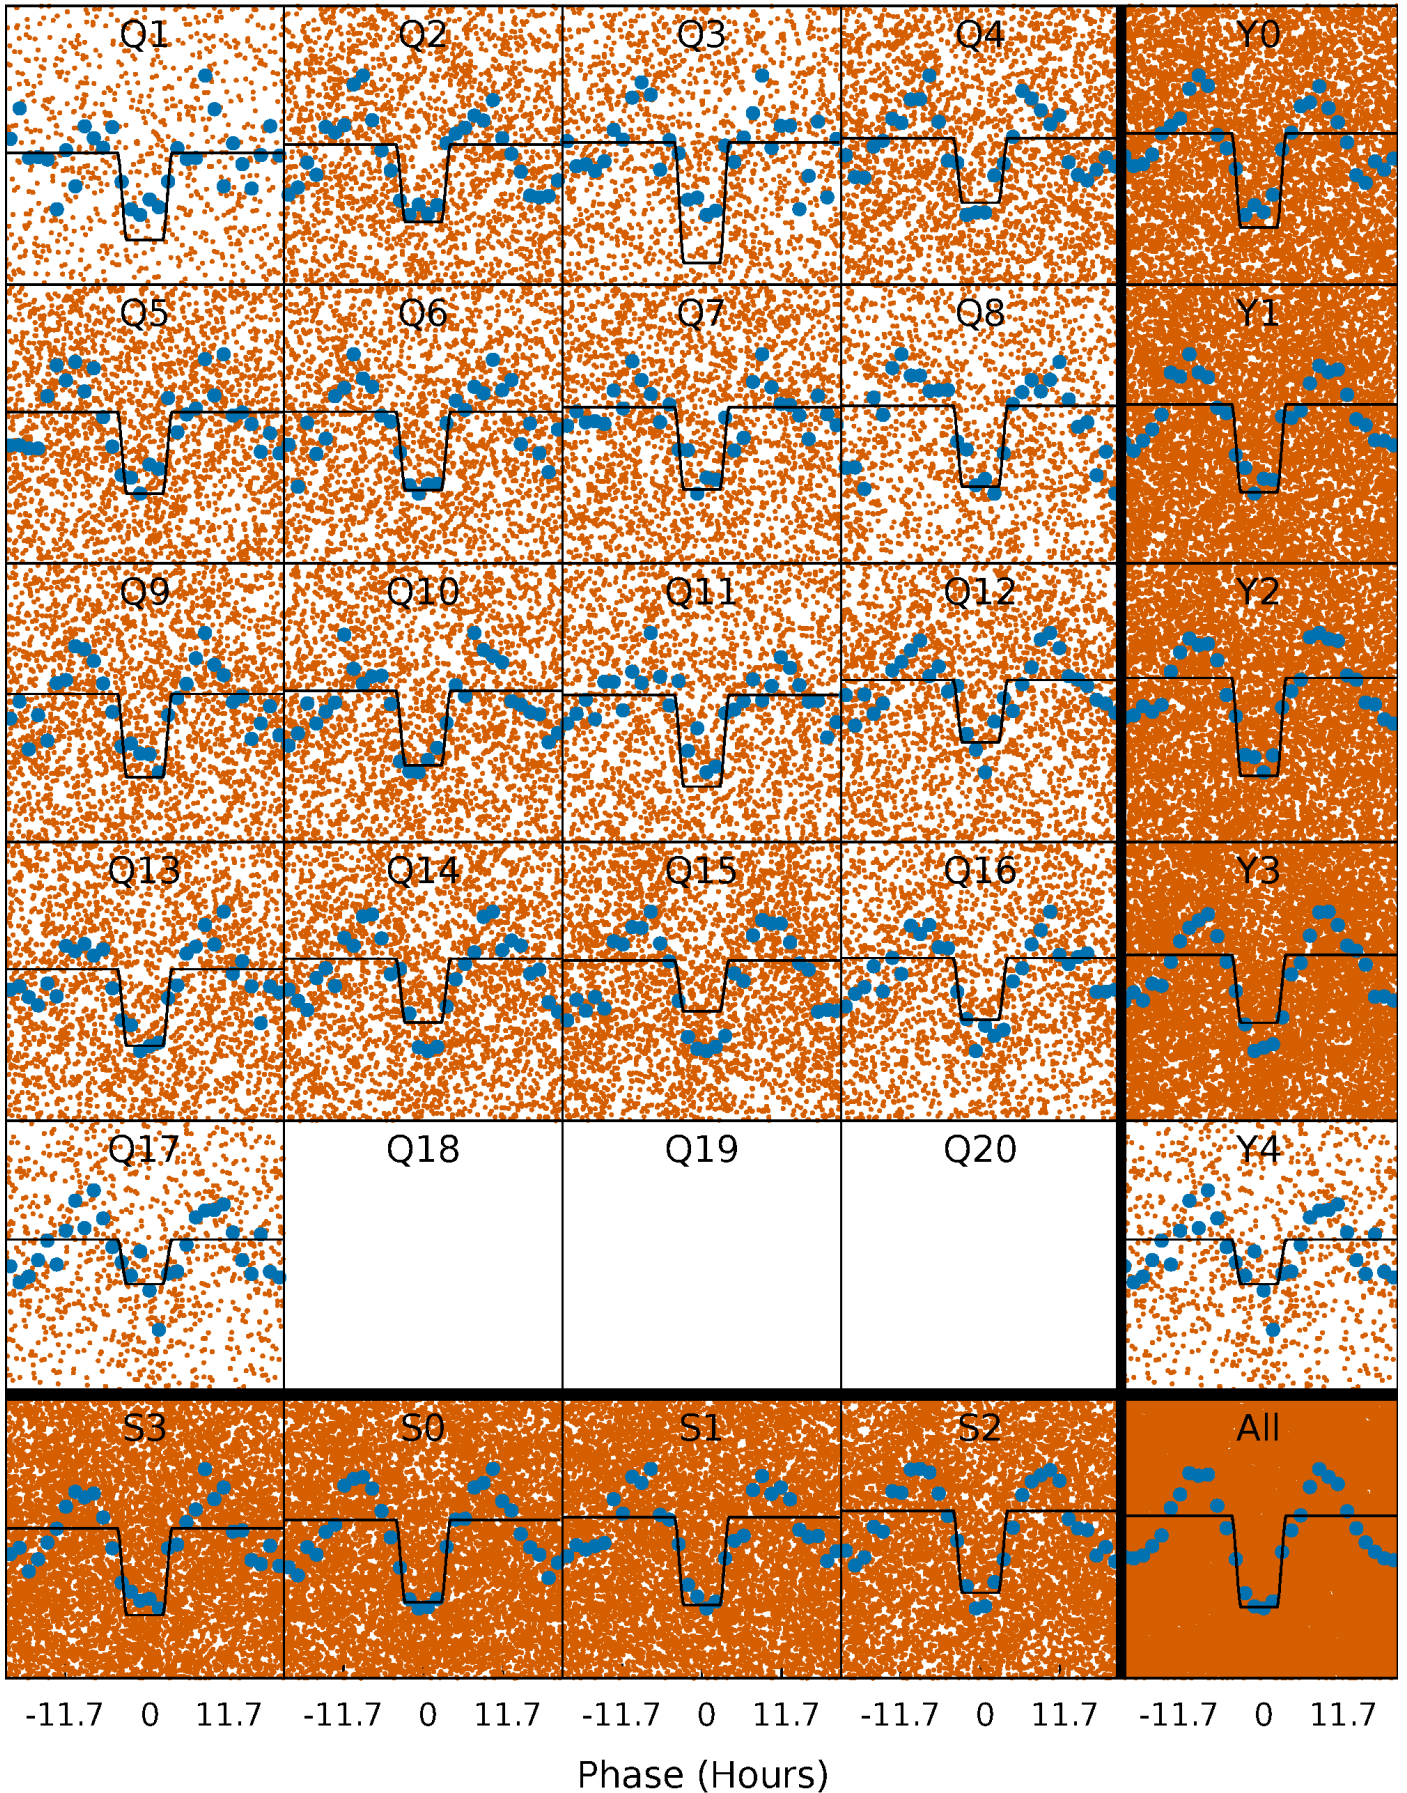 Q1 Q2 Q3 Q4 Y0
Q5 Q6 Q7 Q8 Y1
Q9 Q10 Q11 Q12 Y2
Q13 Q14 Q15 Q16 Y3
Q17 Q18 Q19 Q20 Y4
S3 S0 S1 S2 All
-11.7 0 11.7 -11.7 0 11.7 -11.7 0 11.7 -11.7 0 11.7 -11.7 0 11.7
Phase (Hours)